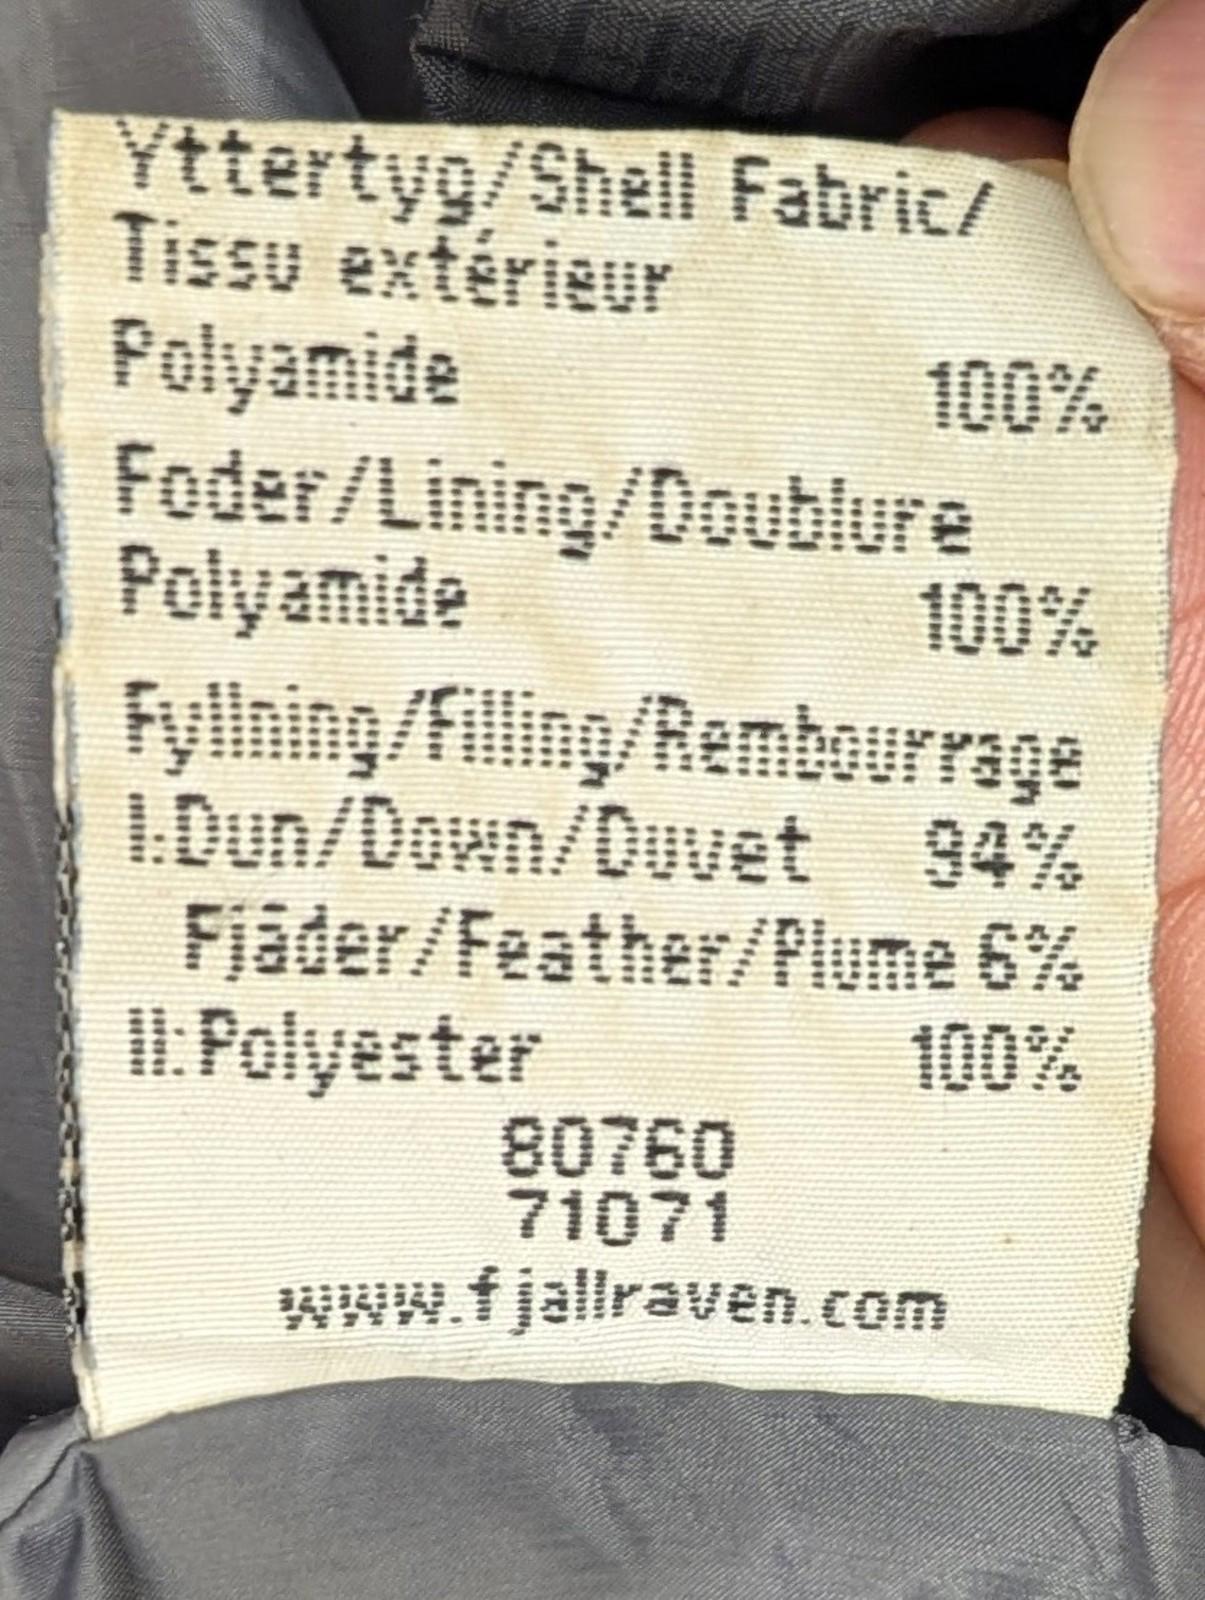 Yttertyg/Shell Fabric/
Tissu extérieur
Polyamide 100%
Foder/Lining/Doublure
Polyamide 100%
Fyllning/Filling/Rembourrage
I:Dun/Down/Duvet 94%
Fjäder/Feather/Plume 6%
II:Polyester 100%
80760
71071
www.fjallraven.com